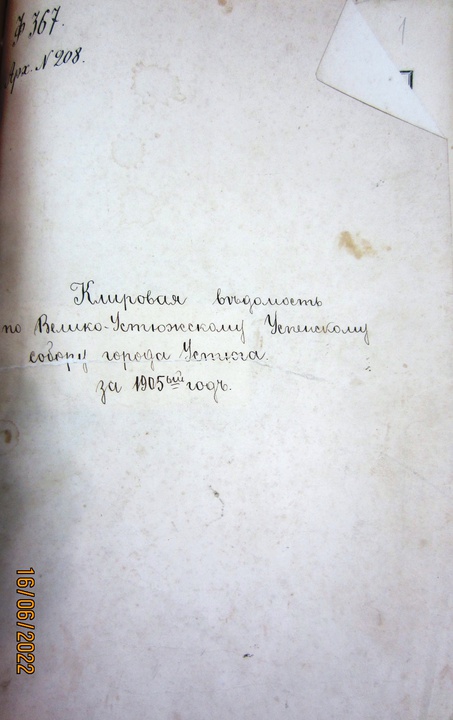 Ф 367.
Арх. N 208.
1
Клировая вѣдомость
по Велико-Устюжскому Успенскому
собору города Устюга.
за 1905ый годъ.
16/06/2022